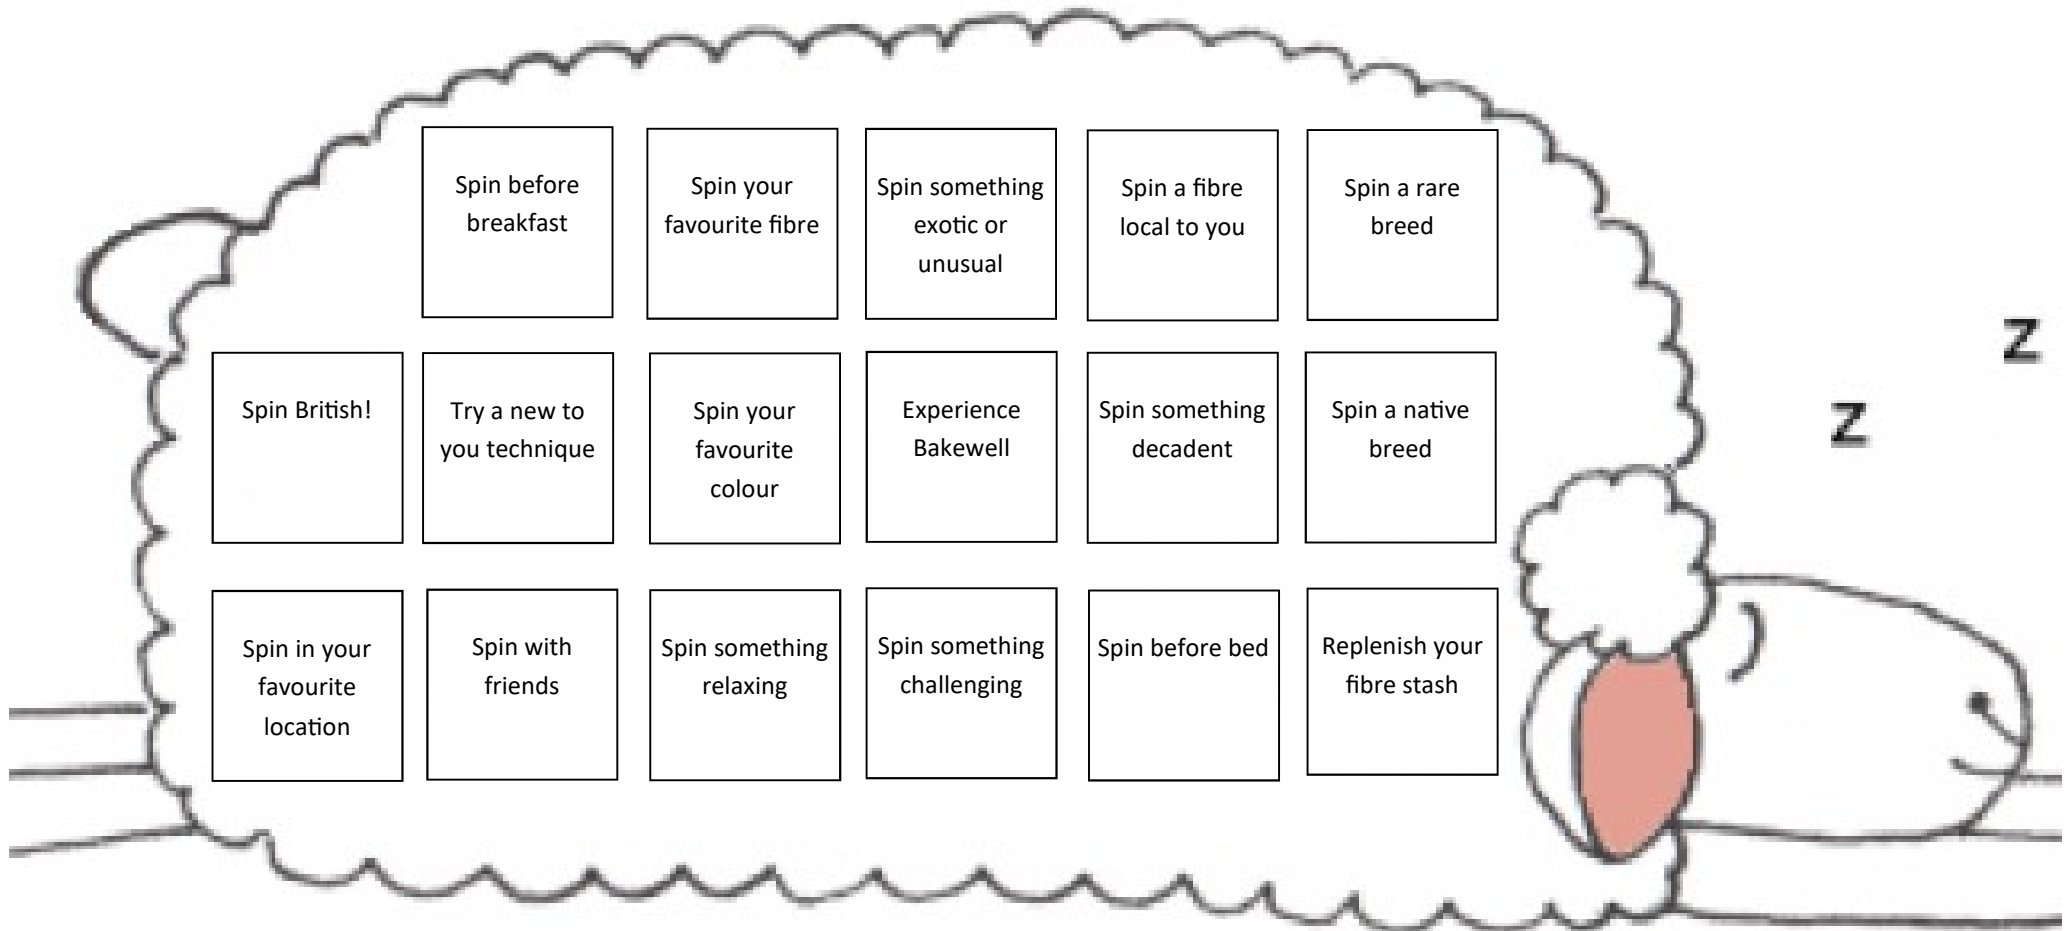 Spin before
breakfast
Spin your
favourite fibre
Spin something
exotic or
unusual
Spin a fibre
local to you
Spin a rare
breed
Spin British!
Try a new to
you technique
Spin your
favourite
colour
Experience
Bakewell
Spin something
decadent
Spin a native
breed
Spin in your
favourite
location
Spin with
friends
Spin something
relaxing
Spin something
challenging
Spin before bed
Replenish your
fibre stash
Z
Z